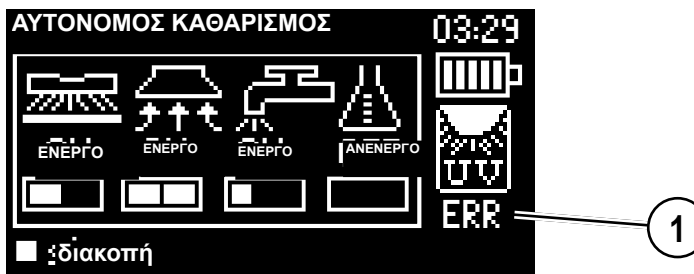 ΑΥΤΟΝΟΜΟΣ ΚΑΘΑΡΙΣΜΟΣ 03:29
ΕΝΕΡΓΟ ΕΝΕΡΓΟ ΕΝΕΡΓΟ ΑΝΕΝΕΡΓΟ
UV
ERR
1
διακοπή